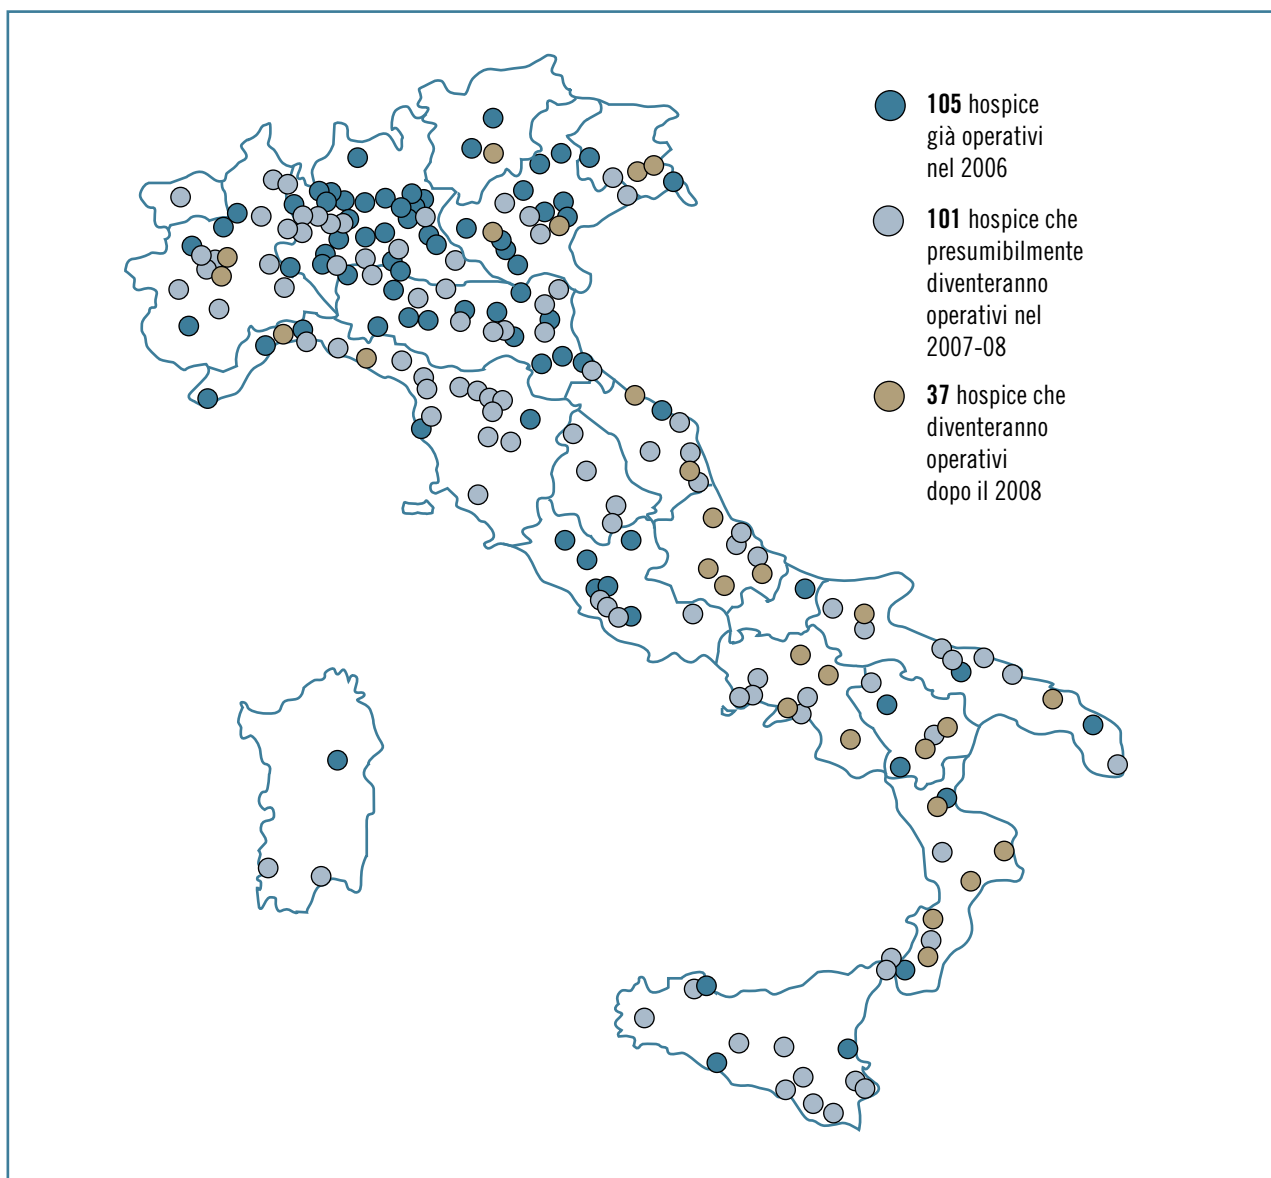 105 hospice
già operativi
nel 2006
101 hospice che
presumibilmente
diventeranno
operativi nel
2007-08
37 hospice che
diventeranno
operativi
dopo il 2008